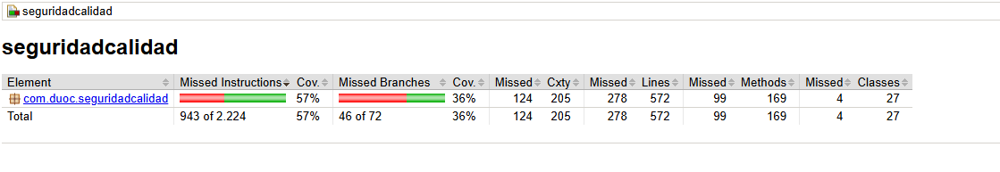 seguridadcalidad
seguridadcalidad
Element Missed Instructions Cov. Missed Branches Cov. Missed Cxty Missed Lines Missed Methods Missed Classes
com.duoc.seguridadcalidad 57% 36% 124 205 278 572 99 169 4 27
Total 943 of 2.224 57% 46 of 72 36% 124 205 278 572 99 169 4 27